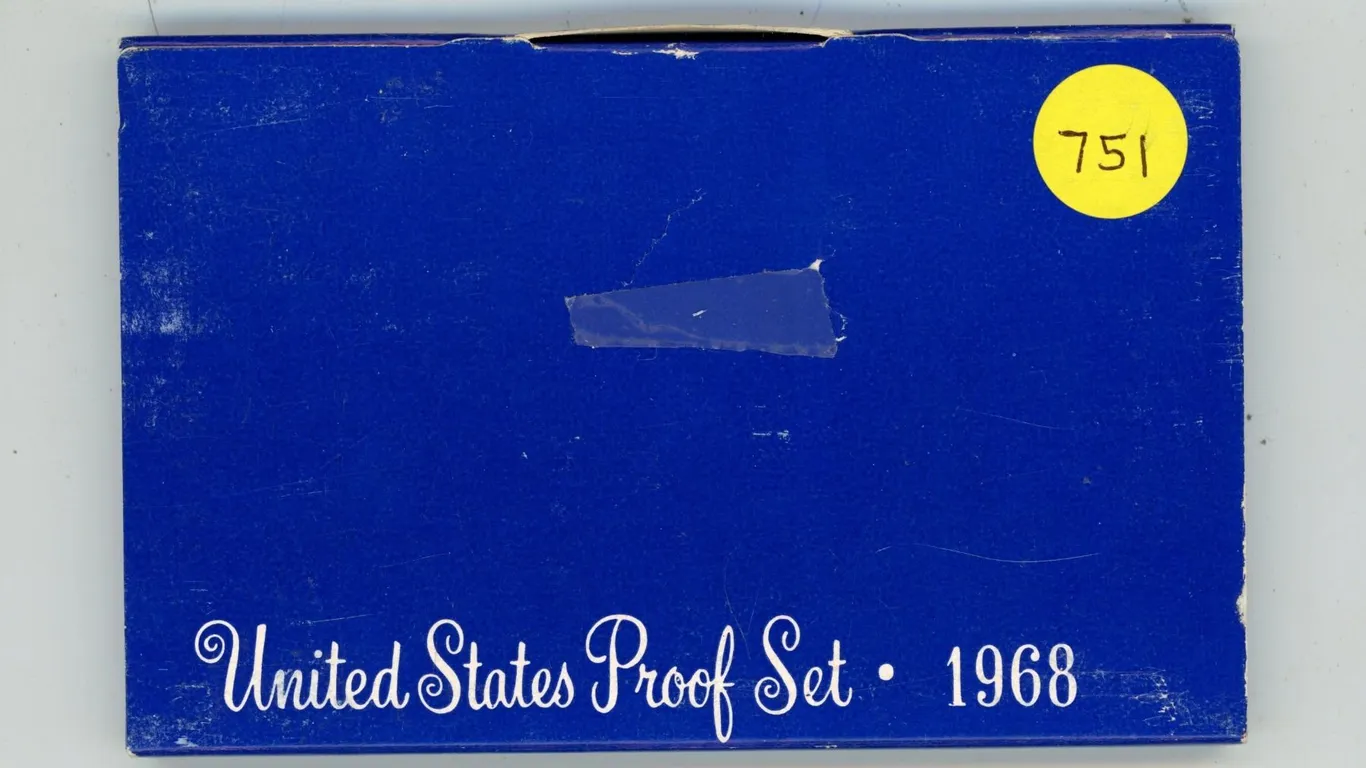 751
United States Proof Set • 1968